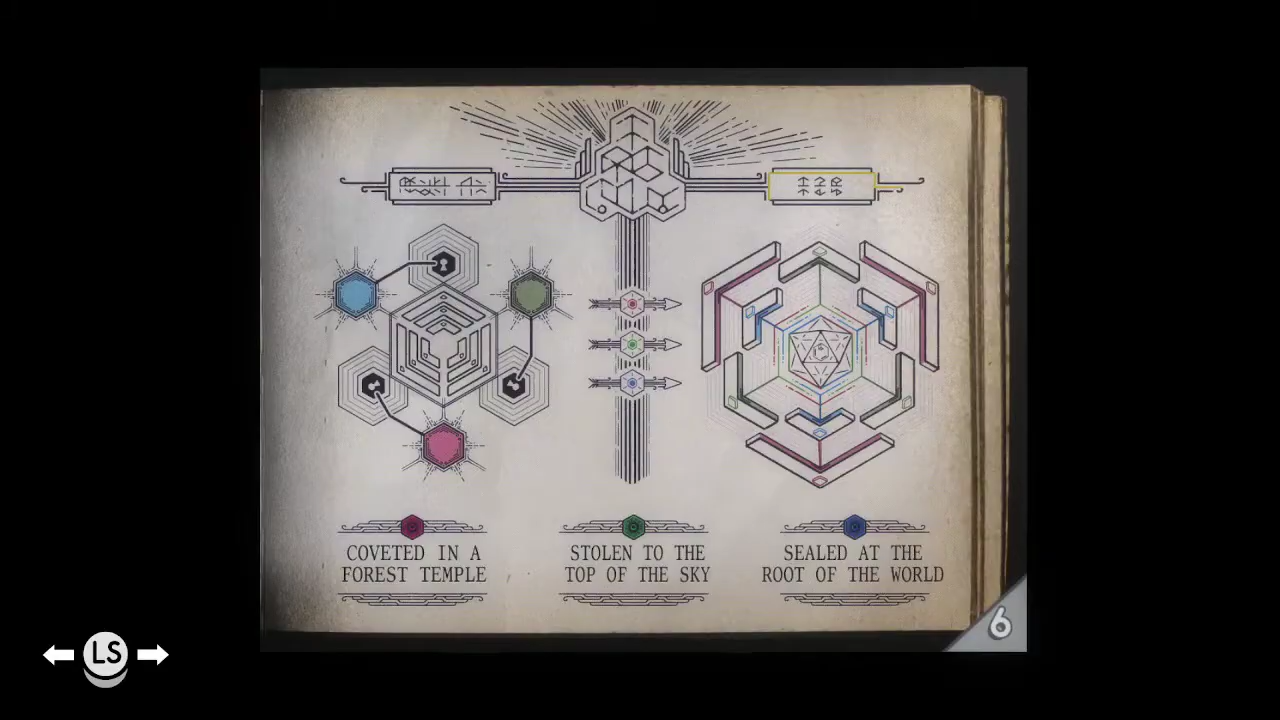 COVETED IN A
FOREST TEMPLE
STOLEN TO THE
TOP OF THE SKY
SEALED AT THE
ROOT OF THE WORLD
6
LS